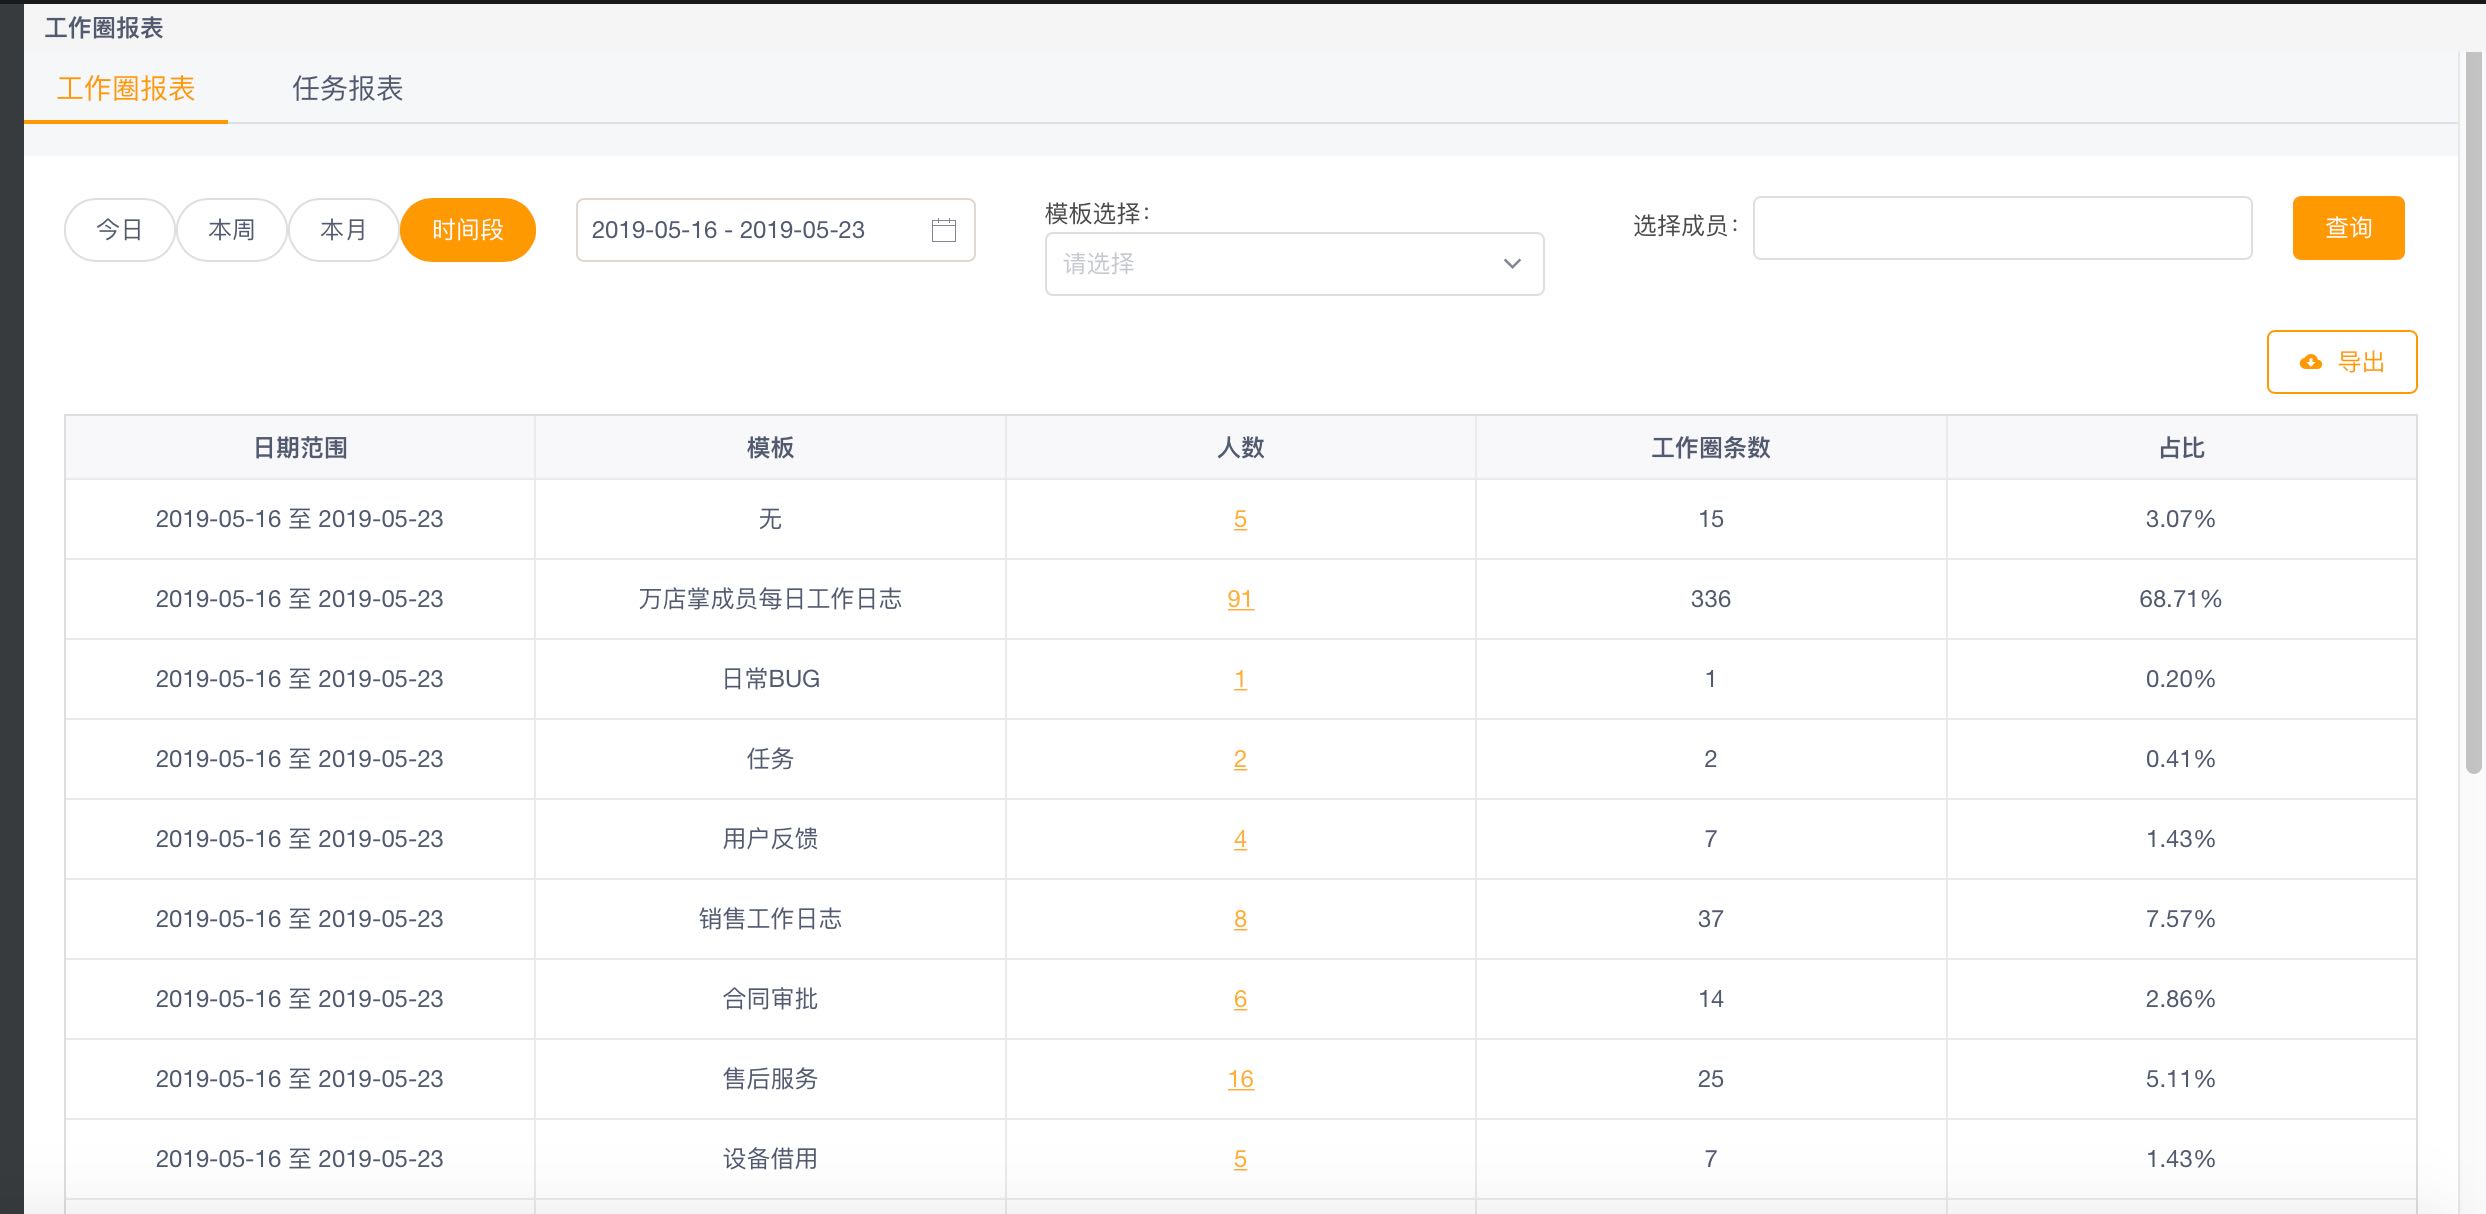 工作圈报表
工作圈报表 任务报表
今日 本周 本月 时间段 2019-05-16 - 2019-05-23 模板选择: 请选择 选择成员: 查询
导出
日期范围 模板 人数 工作圈条数 占比
2019-05-16 至 2019-05-23 无 5 15 3.07%
2019-05-16 至 2019-05-23 万店掌成员每日工作日志 91 336 68.71%
2019-05-16 至 2019-05-23 日常BUG 1 1 0.20%
2019-05-16 至 2019-05-23 任务 2 2 0.41%
2019-05-16 至 2019-05-23 用户反馈 4 7 1.43%
2019-05-16 至 2019-05-23 销售工作日志 8 37 7.57%
2019-05-16 至 2019-05-23 合同审批 6 14 2.86%
2019-05-16 至 2019-05-23 售后服务 16 25 5.11%
2019-05-16 至 2019-05-23 设备借用 5 7 1.43%